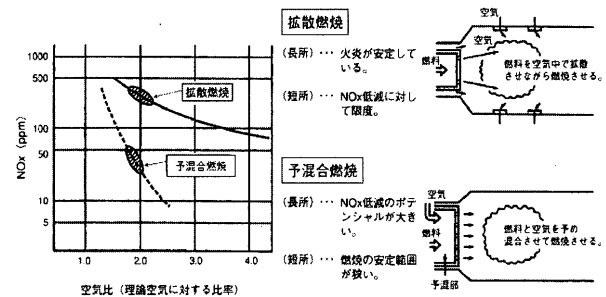 1000
500
100
50
10
5
NOx (ppm)
1.0
2.0
3.0
4.0
空気比(理論空気に対する比率)
拡散燃焼
予混合燃焼
拡散燃焼
(長所)… 火炎が安定して
いる。
(短所)… NOx低減に対し
て限度。
空気
空気
燃料
燃料を空気中で拡散
させながら燃焼させる。
予混合燃焼
(長所)… NOx低減のポテ
ンシャルが大き
い。
(短所)… 燃焼の安定範囲
が狭い。
空気
燃料
予混部
燃料と空気を予め
混合させて燃焼させる。